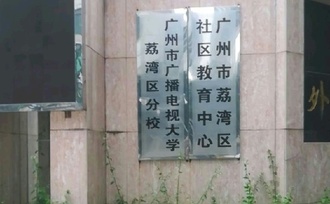 广州市荔湾区
社区教育中心
广州市广播电视大学
荔湾区分校
外